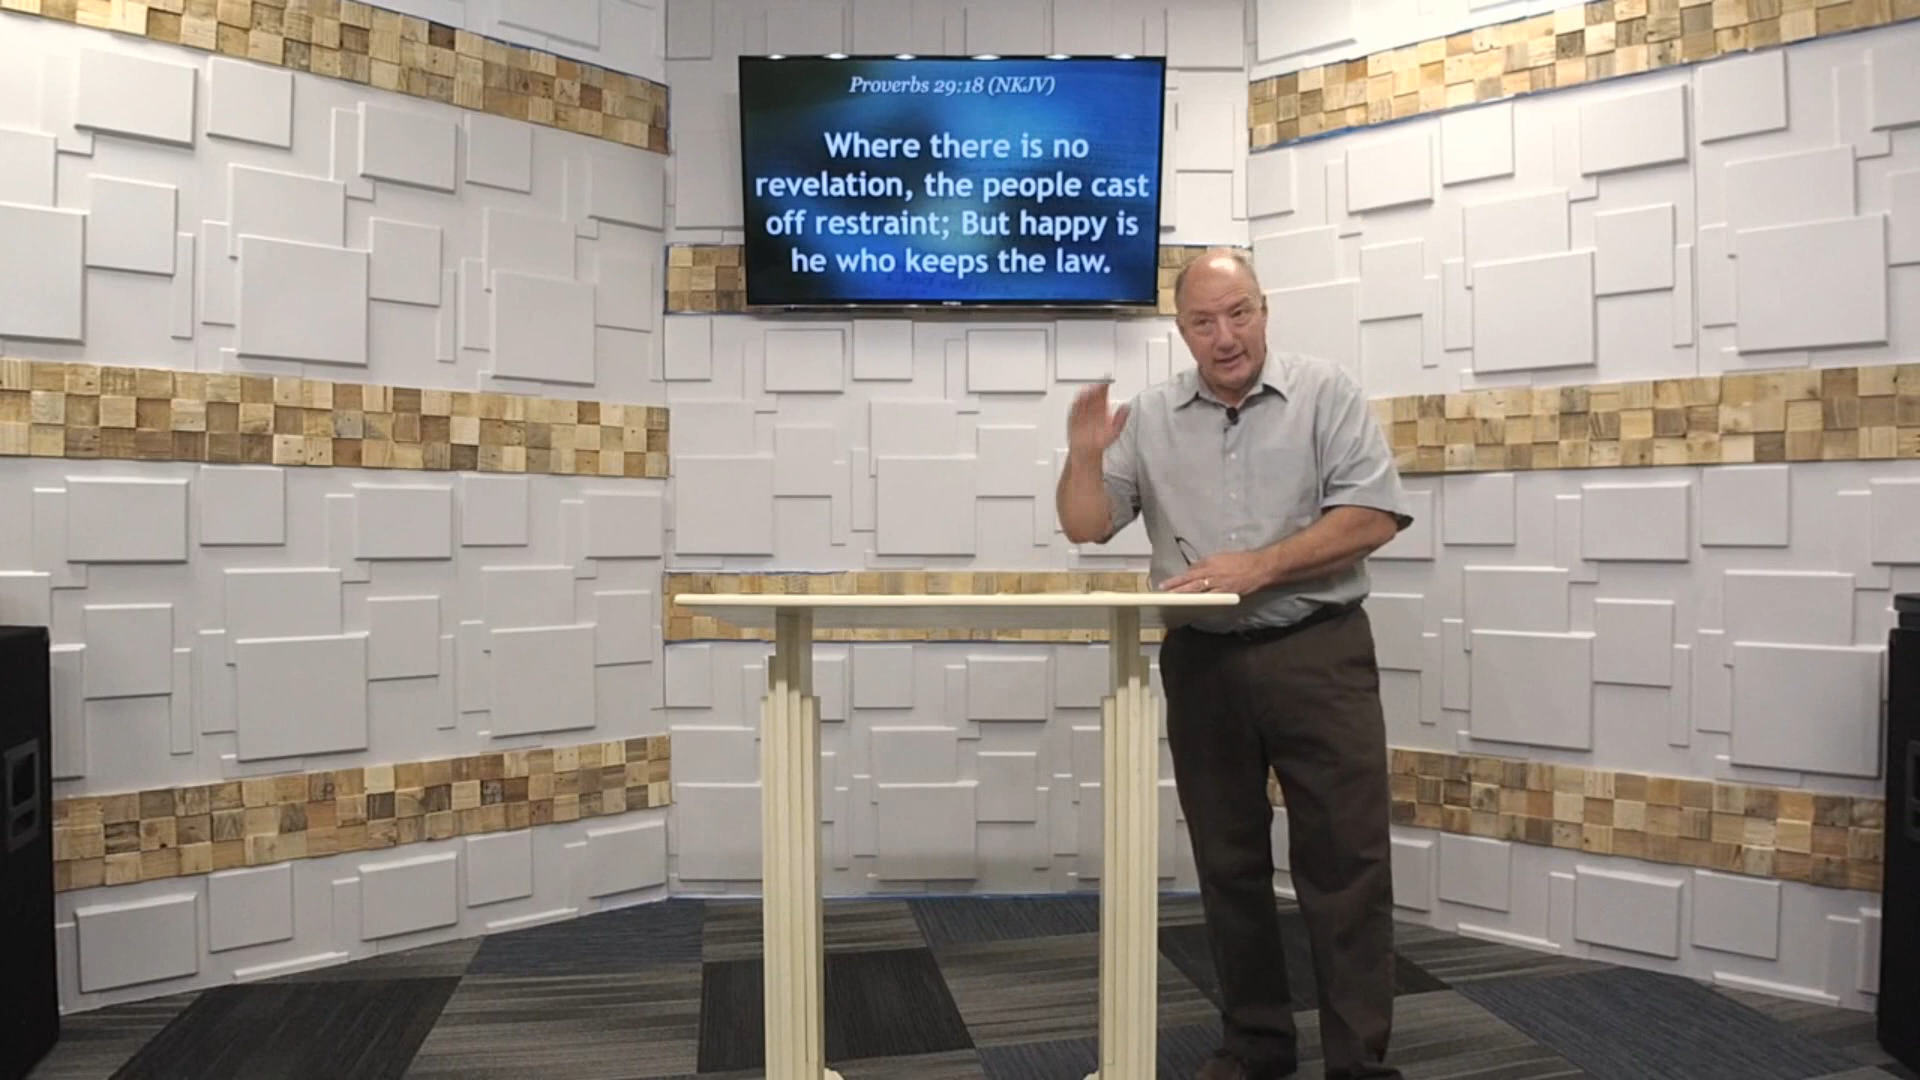 Proverbs 29:18 (NKJV)
Where there is no
revelation, the people cast
off restraint; But happy is
he who keeps the law.